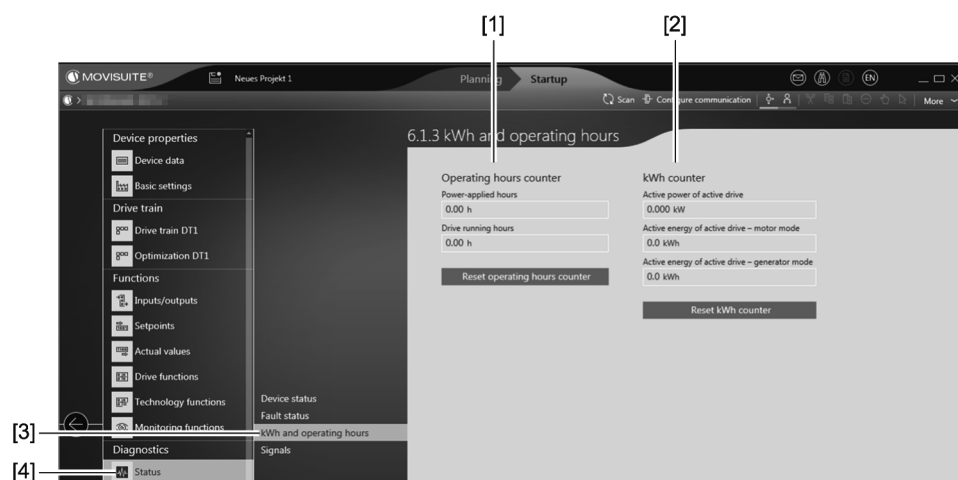 [1]
[2]
MOVISUITE®
Neues Projekt 1
Planning
Startup
EN
Scan
Configure communication
More
6.1.3 kWh and operating hours
Device properties
Device data
Basic settings
Drive train
Drive train DT1
Optimization DT1
Functions
Inputs/outputs
Setpoints
Actual values
Drive functions
Technology functions
Monitoring functions
Diagnostics
Status
Device status
Fault status
kWh and operating hours
Signals
Operating hours counter
Power-applied hours
0.00 h
Drive running hours
0.00 h
Reset operating hours counter
kWh counter
Active power of active drive
0.000 kW
Active energy of active drive – motor mode
0.0 kWh
Active energy of active drive – generator mode
0.0 kWh
Reset kWh counter
[3]
[4]